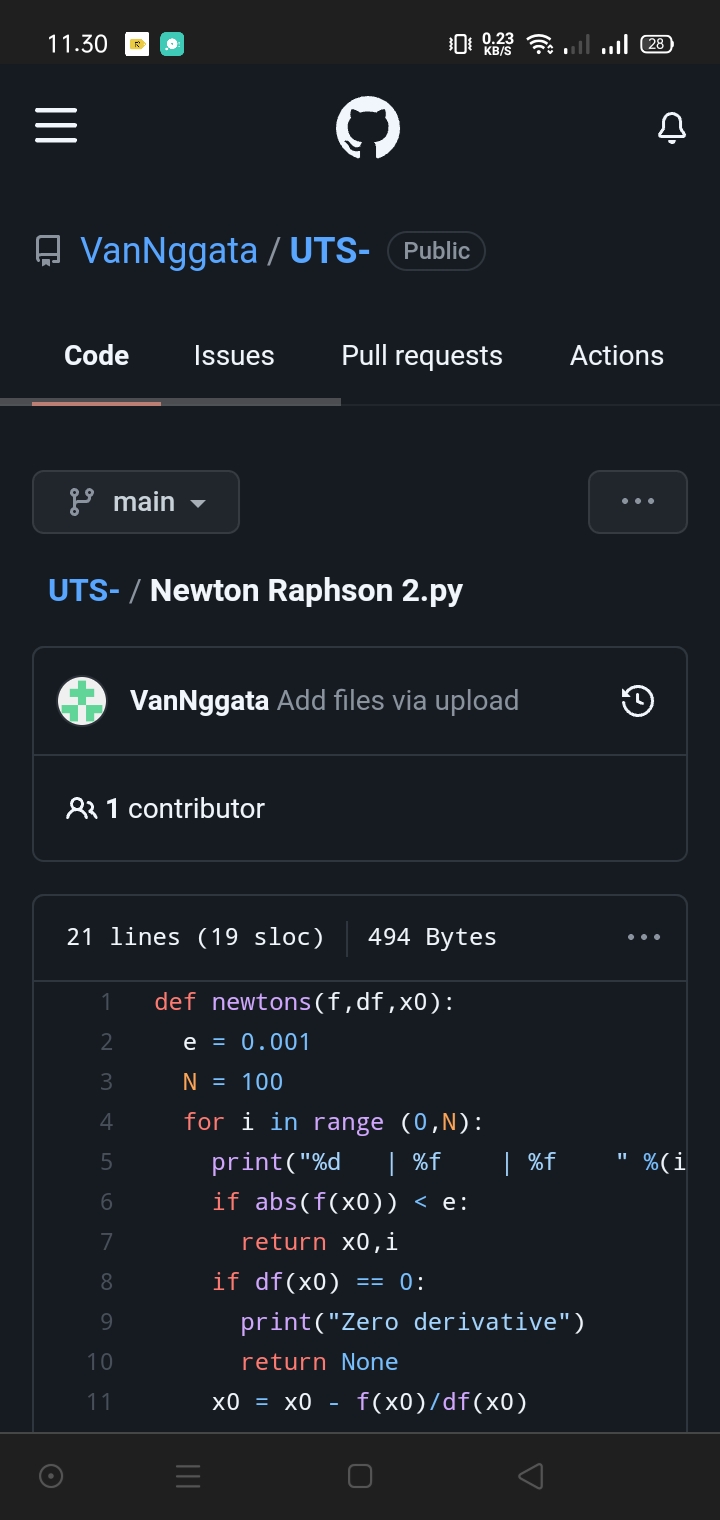 11.30 0.23 KB/S 28
VanNggata / UTS- Public
Code Issues Pull requests Actions
main
UTS- / Newton Raphson 2.py
VanNggata Add files via upload
1 contributor
21 lines (19 sloc) 494 Bytes
1 def newtons(f,df,x0):
2 e = 0.001
3 N = 100
4 for i in range (0,N):
5 print("%d   | %f    | %f    " %(i
6 if abs(f(x0)) < e:
7 return x0,i
8 if df(x0) == 0:
9 print("Zero derivative")
10 return None
11 x0 = x0 - f(x0)/df(x0)